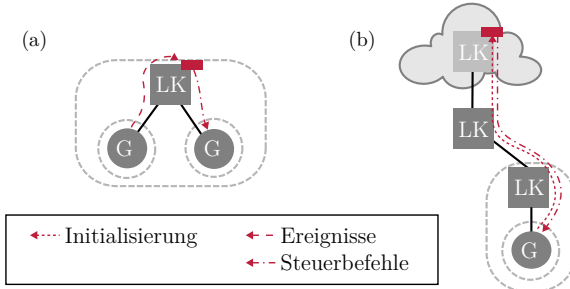 (a)
LK
G
G
(b)
LK
LK
LK
G
Initialisierung
Ereignisse
Steuerbefehle